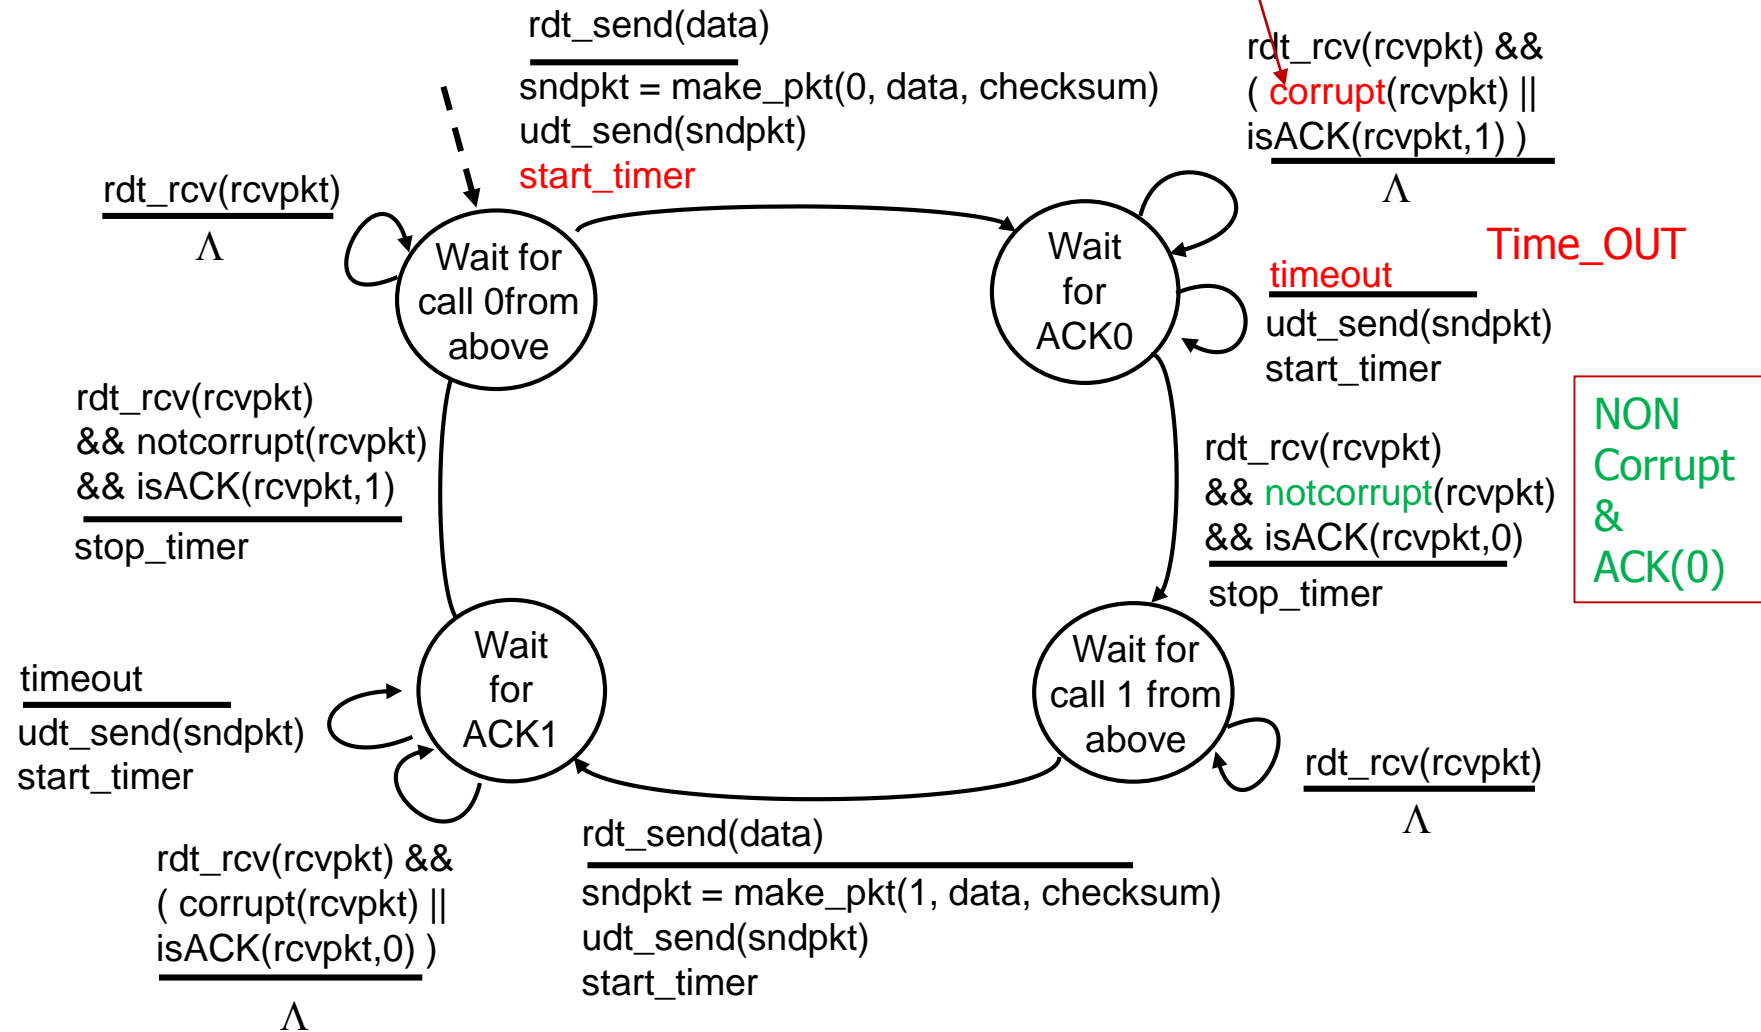 rdt_send(data)
sndpkt = make_pkt(0, data, checksum)
udt_send(sndpkt)
start_timer
rdt_rcv(rcvpkt) &&
( corrupt(rcvpkt) ||
isACK(rcvpkt,1) )
Λ
rdt_rcv(rcvpkt)
Λ
Wait for
call 0from
above
Wait
for
ACK0
Time_OUT
timeout
udt_send(sndpkt)
start_timer
rdt_rcv(rcvpkt)
&& notcorrupt(rcvpkt)
&& isACK(rcvpkt,1)
stop_timer
rdt_rcv(rcvpkt)
&& notcorrupt(rcvpkt)
&& isACK(rcvpkt,0)
stop_timer
NON
Corrupt
&
ACK(0)
Wait
for
ACK1
Wait for
call 1 from
above
timeout
udt_send(sndpkt)
start_timer
rdt_rcv(rcvpkt)
Λ
rdt_rcv(rcvpkt) &&
( corrupt(rcvpkt) ||
isACK(rcvpkt,0) )
Λ
rdt_send(data)
sndpkt = make_pkt(1, data, checksum)
udt_send(sndpkt)
start_timer